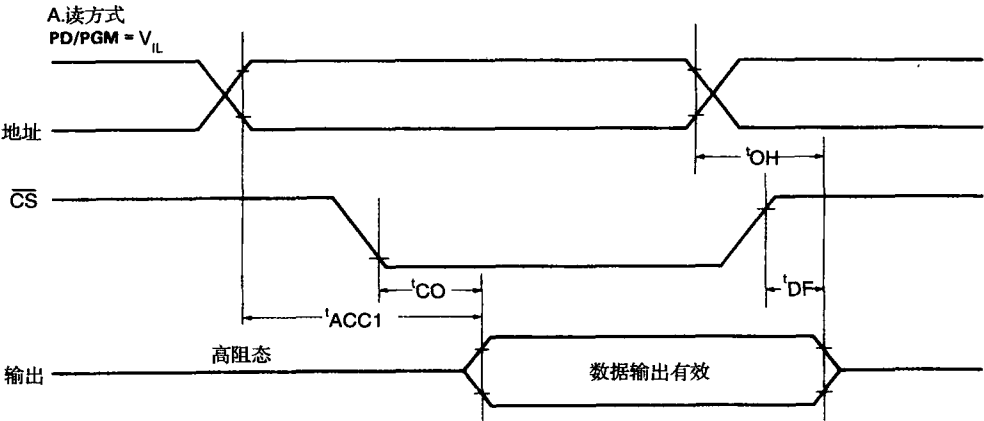 A.读方式
PD/PGM = VIL
地址
tOH
CS
tCO
tDF
tACC1
高阻态
输出
数据输出有效